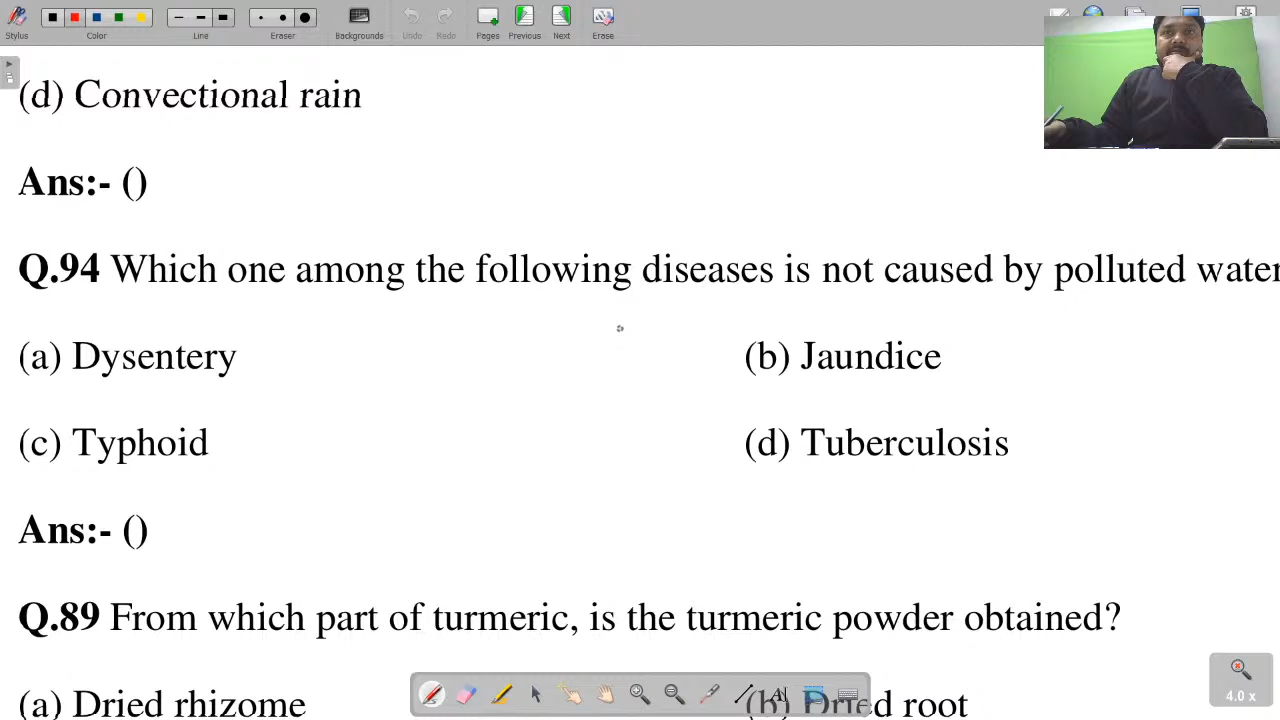 Stylus Color Line Eraser Backgrounds Undo Redo Pages Previous Next Erase
(d) Convectional rain
Ans:- ()
Q.94 Which one among the following diseases is not caused by polluted water
(a) Dysentery (b) Jaundice
(c) Typhoid (d) Tuberculosis
Ans:- ()
Q.89 From which part of turmeric, is the turmeric powder obtained?
(a) Dried rhizome (b) Dried root
4.0 x